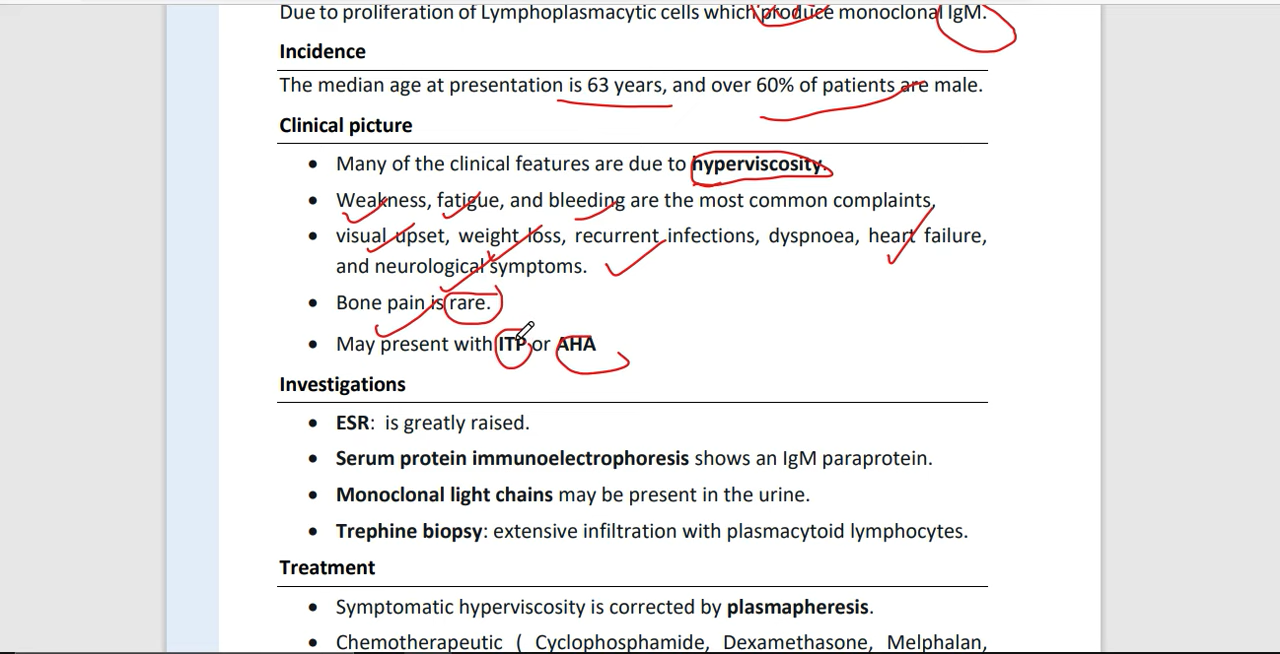 Due to proliferation of Lymphoplasmacytic cells which produce monoclonal IgM.
Incidence
The median age at presentation is 63 years, and over 60% of patients are male.
Clinical picture
• Many of the clinical features are due to hyperviscosity.
• Weakness, fatigue, and bleeding are the most common complaints,
• visual upset, weight loss, recurrent infections, dyspnoea, heart failure,
and neurological symptoms.
• Bone pain is rare.
• May present with ITP or AHA
Investigations
• ESR: is greatly raised.
• Serum protein immunoelectrophoresis shows an IgM paraprotein.
• Monoclonal light chains may be present in the urine.
• Trephine biopsy: extensive infiltration with plasmacytoid lymphocytes.
Treatment
• Symptomatic hyperviscosity is corrected by plasmapheresis.
• Chemotherapeutic ( Cyclophosphamide, Dexamethasone, Melphalan,